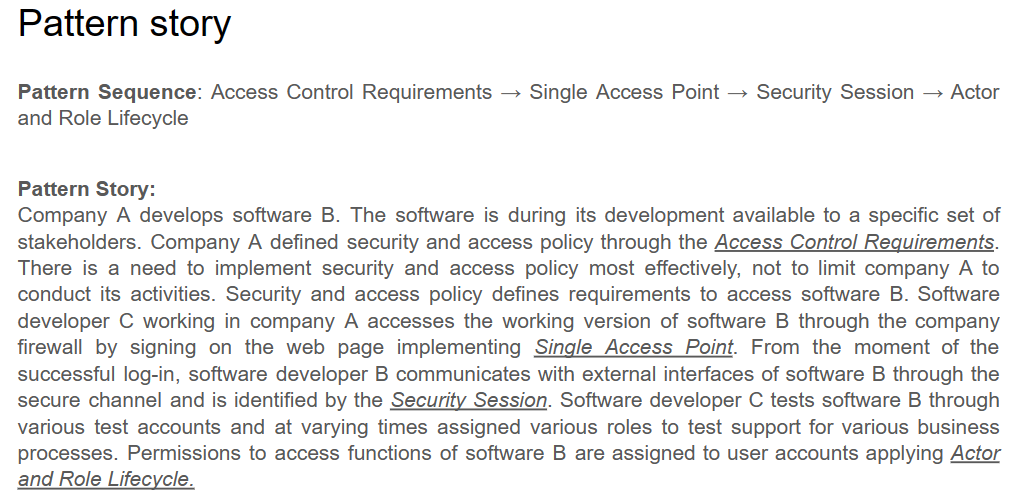 Pattern story
Pattern Sequence: Access Control Requirements → Single Access Point → Security Session → Actor
and Role Lifecycle
Pattern Story:
Company A develops software B. The software is during its development available to a specific set of
stakeholders. Company A defined security and access policy through the Access Control Requirements.
There is a need to implement security and access policy most effectively, not to limit company A to
conduct its activities. Security and access policy defines requirements to access software B. Software
developer C working in company A accesses the working version of software B through the company
firewall by signing on the web page implementing Single Access Point. From the moment of the
successful log-in, software developer B communicates with external interfaces of software B through the
secure channel and is identified by the Security Session. Software developer C tests software B through
various test accounts and at varying times assigned various roles to test support for various business
processes. Permissions to access functions of software B are assigned to user accounts applying Actor
and Role Lifecycle.